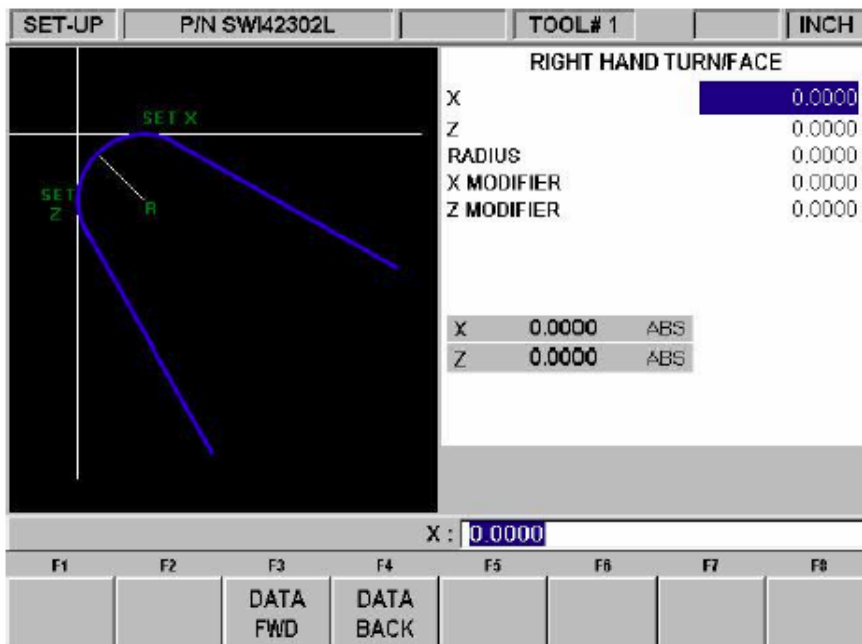 SET-UP P/N SWI42302L TOOL# 1 INCH
RIGHT HAND TURN/FACE
X 0.0000
Z 0.0000
RADIUS 0.0000
X MODIFIER 0.0000
Z MODIFIER 0.0000
SET X
SET
Z
R
X 0.0000 ABS
Z 0.0000 ABS
X : 0.0000
F1 F2 F3 F4 F5 F6 F7 F8
DATA FWD DATA BACK